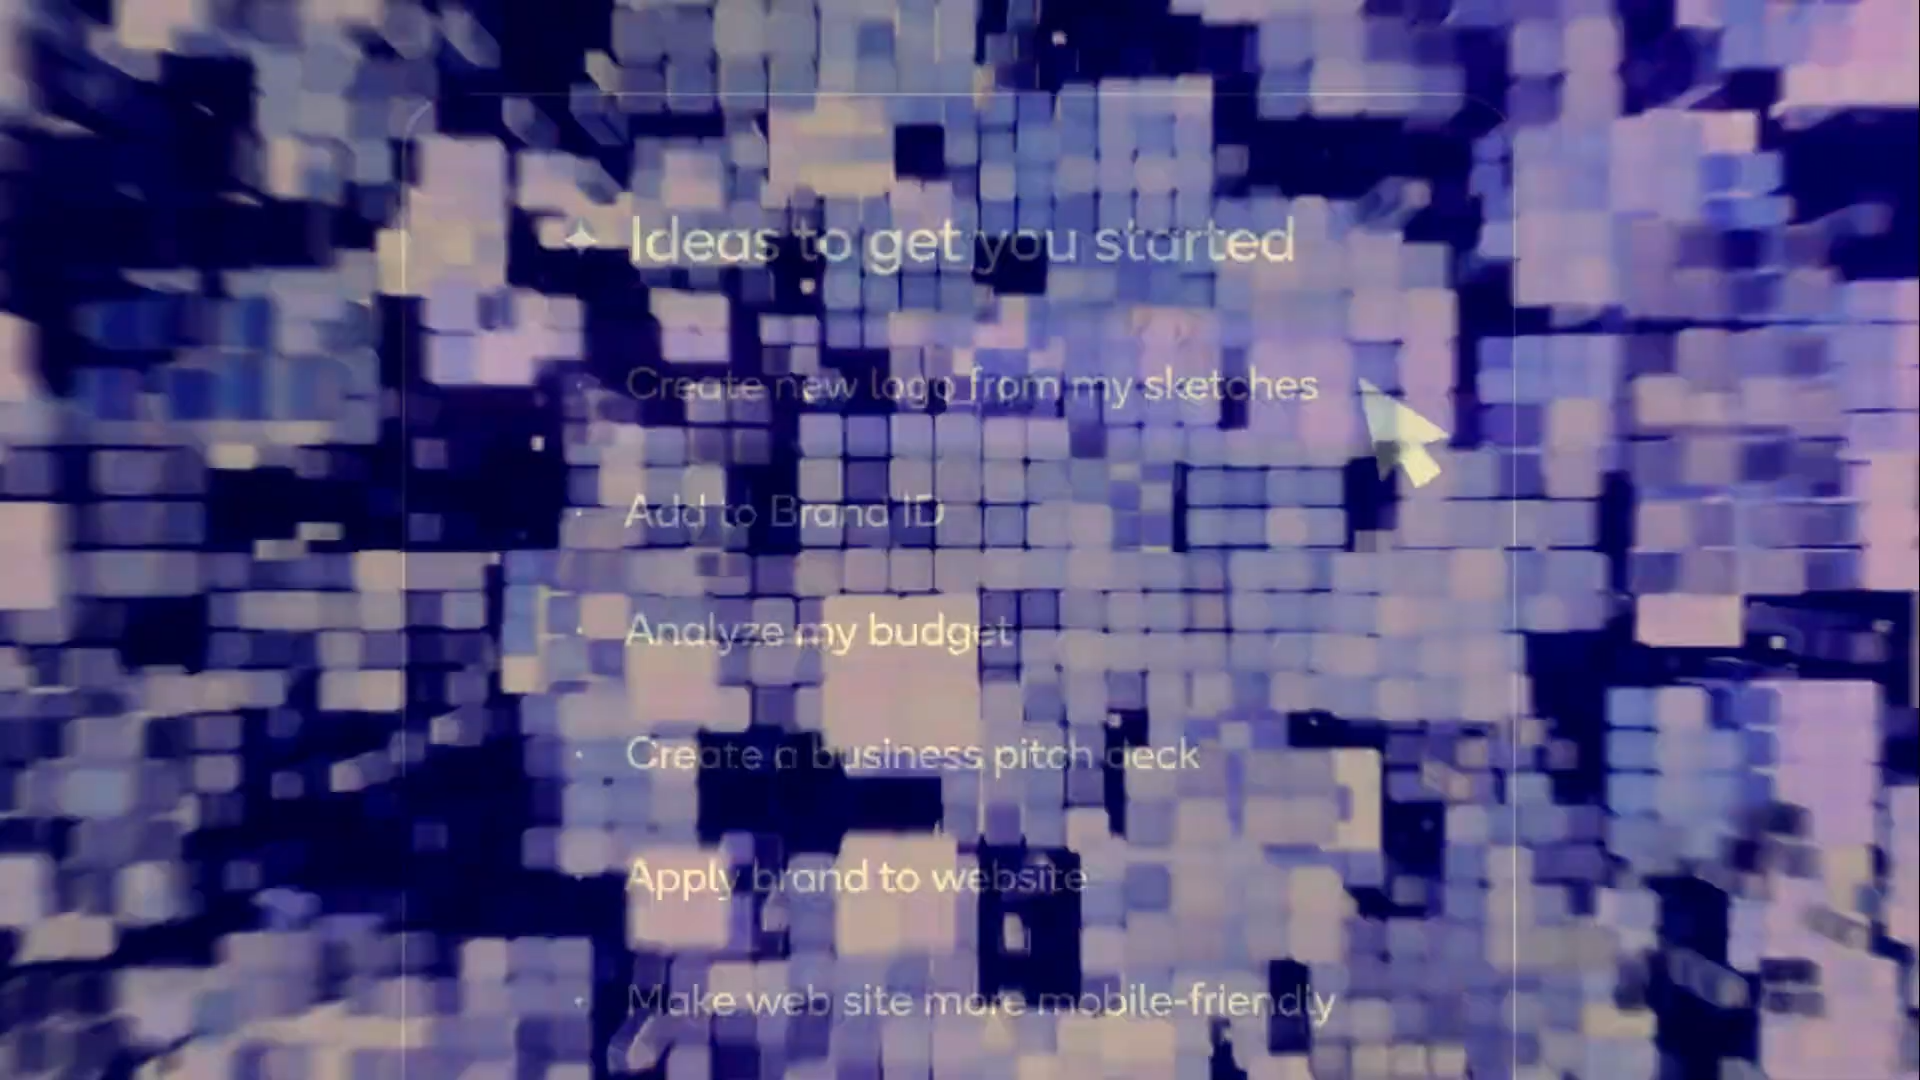 Ideas to get you started
Create new logo from my sketches
Add to Brand ID
Analyze my budget
Create a business pitch deck
Apply brand to website
Make web site more mobile-friendly